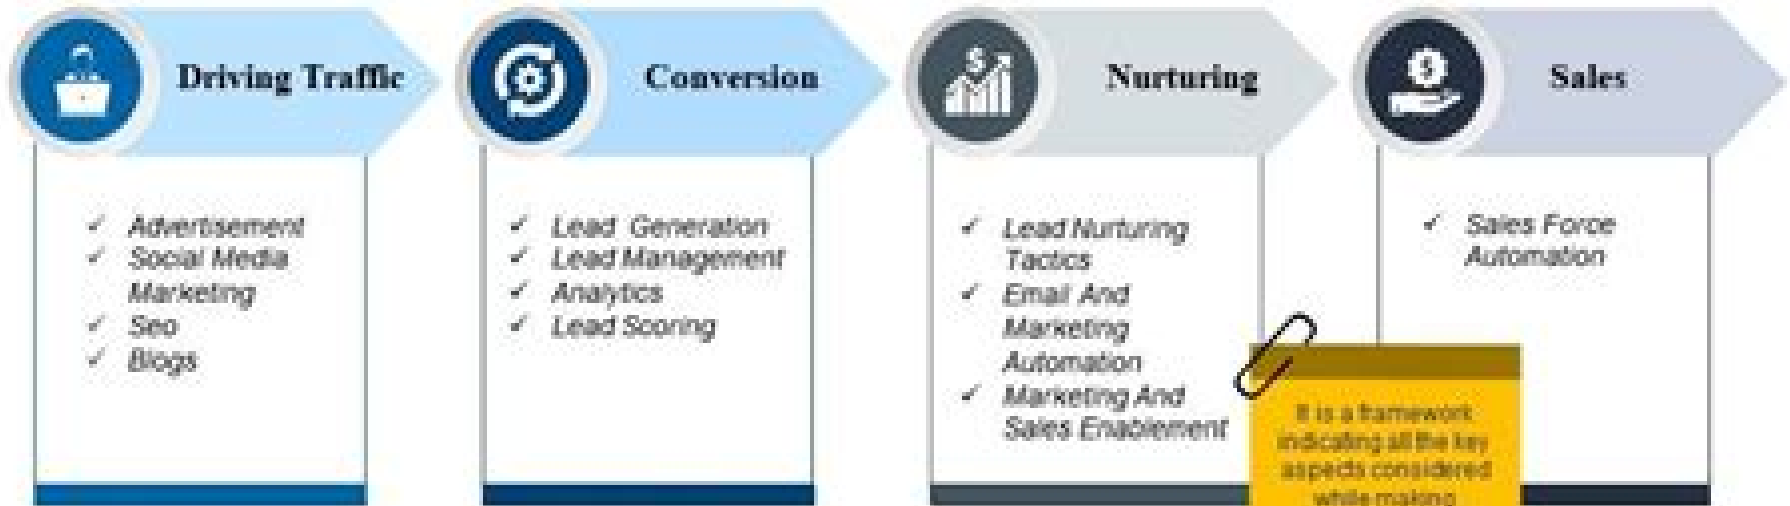 Driving Traffic
✓ Advertisement
✓ Social Media
Marketing
✓ Seo
✓ Blogs
Conversion
✓ Lead Generation
✓ Lead Management
✓ Analytics
✓ Lead Scoring
Nurturing
✓ Lead Nurturing
Tactics
✓ Email And
Marketing
Automation
✓ Marketing And
Sales Enablement
Sales
✓ Sales Force
Automation
It is a framework
indicating all the key
aspects considered
while making